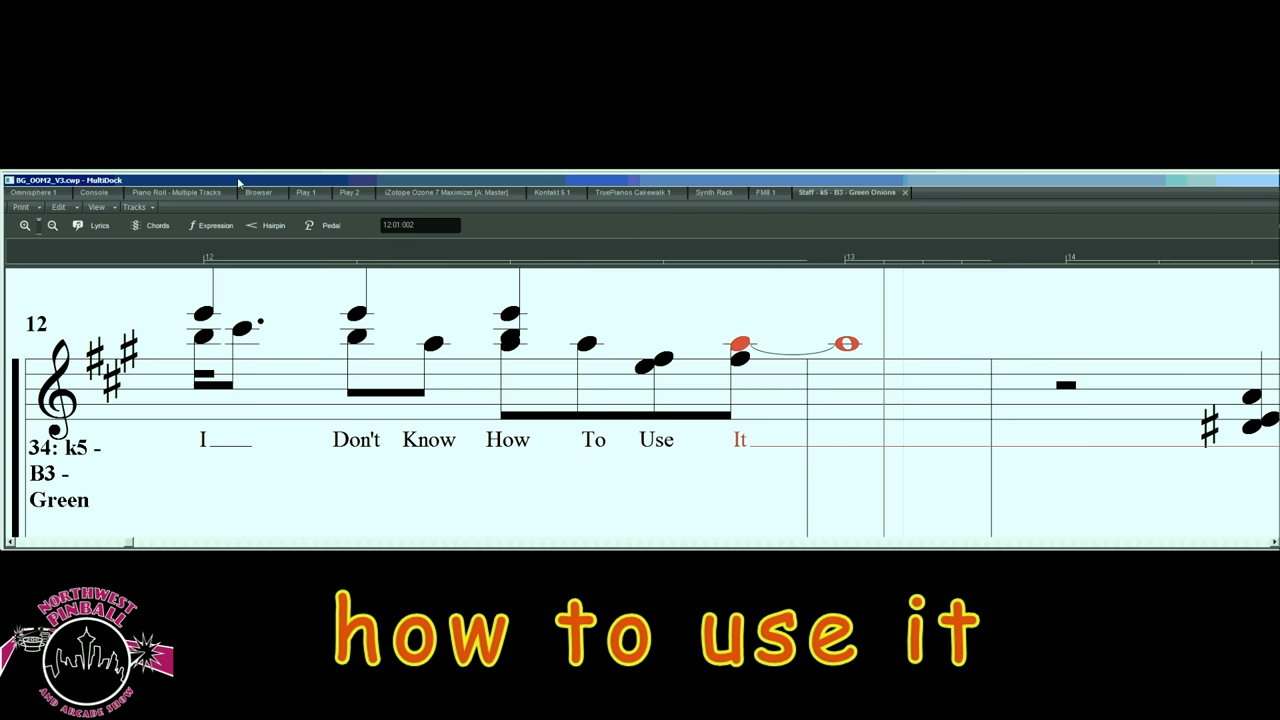 BG_OOM2_V3.cwp - MultiDock
Omnisphere 1 Console Piano Roll - Multiple Tracks Browser Play 1 Play 2 iZotope Ozone 7 Maximizer [A: Master] Kontakt 5 1 TruePianos Cakewalk 1 Synth Rack FM8 1 Staff - k5 - B3 - Green Onions
Print Edit View Tracks
Lyrics Chords Expression Hairpin Pedal 12:01:002
12 13 14
12
I Don't Know How To Use It
34: k5 -
B3 -
Green
NORTHWEST
PINBALL
AND ARCADE SHOW
how to use it